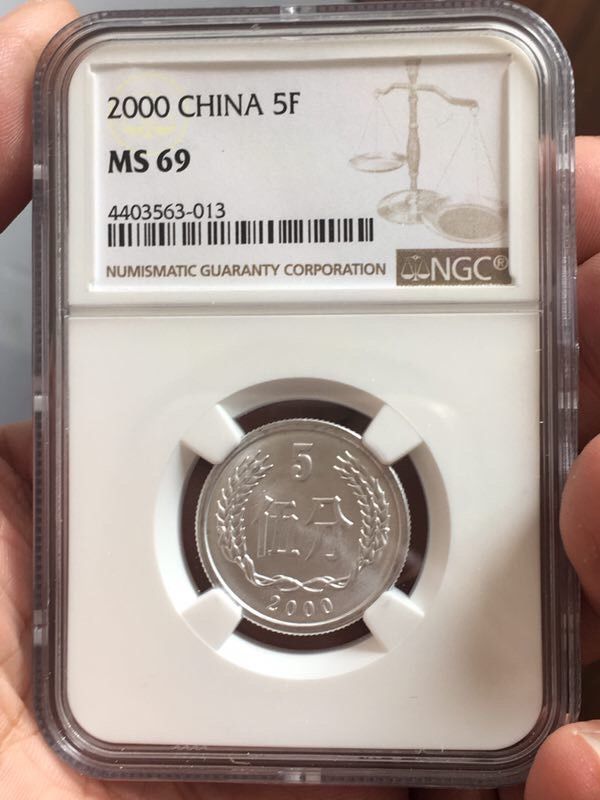 2000 CHINA 5F
MS 69
4403563-013
NUMISMATIC GUARANTY CORPORATION
NGC®
5
伍分
2000